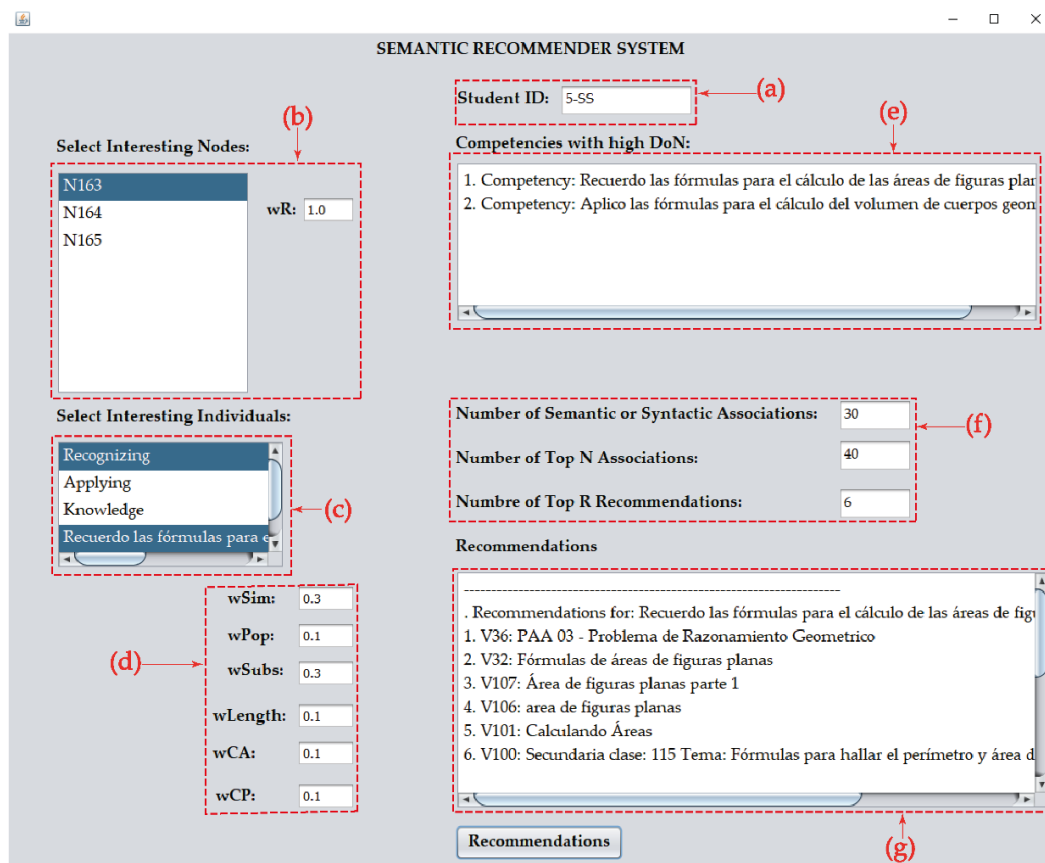 SEMANTIC RECOMMENDER SYSTEM
Student ID: 5-SS
(a)
(b)
(e)
Select Interesting Nodes:
Competencies with high DoN:
N163
N164
N165
wR: 1.0
1. Competency: Recuerdo las fórmulas para el cálculo de las áreas de figuras plan
2. Competency: Aplico las fórmulas para el cálculo del volumen de cuerpos geon
Select Interesting Individuals:
Recognizing
Applying
Knowledge
Recuerdo las fórmulas para e
(c)
Number of Semantic or Syntactic Associations: 30
Number of Top N Associations: 40
Numbre of Top R Recommendations: 6
(f)
wSim: 0.3
wPop: 0.1
wSubs: 0.3
wLength: 0.1
wCA: 0.1
wCP: 0.1
(d)
Recommendations
----------------------------------------------------------------------
. Recommendations for: Recuerdo las fórmulas para el cálculo de las áreas de figu
1. V36: PAA 03 - Problema de Razonamiento Geometrico
2. V32: Fórmulas de áreas de figuras planas
3. V107: Área de figuras planas parte 1
4. V106: area de figuras planas
5. V101: Calculando Áreas
6. V100: Secundaria clase: 115 Tema: Fórmulas para hallar el perímetro y área d
Recommendations
(g)